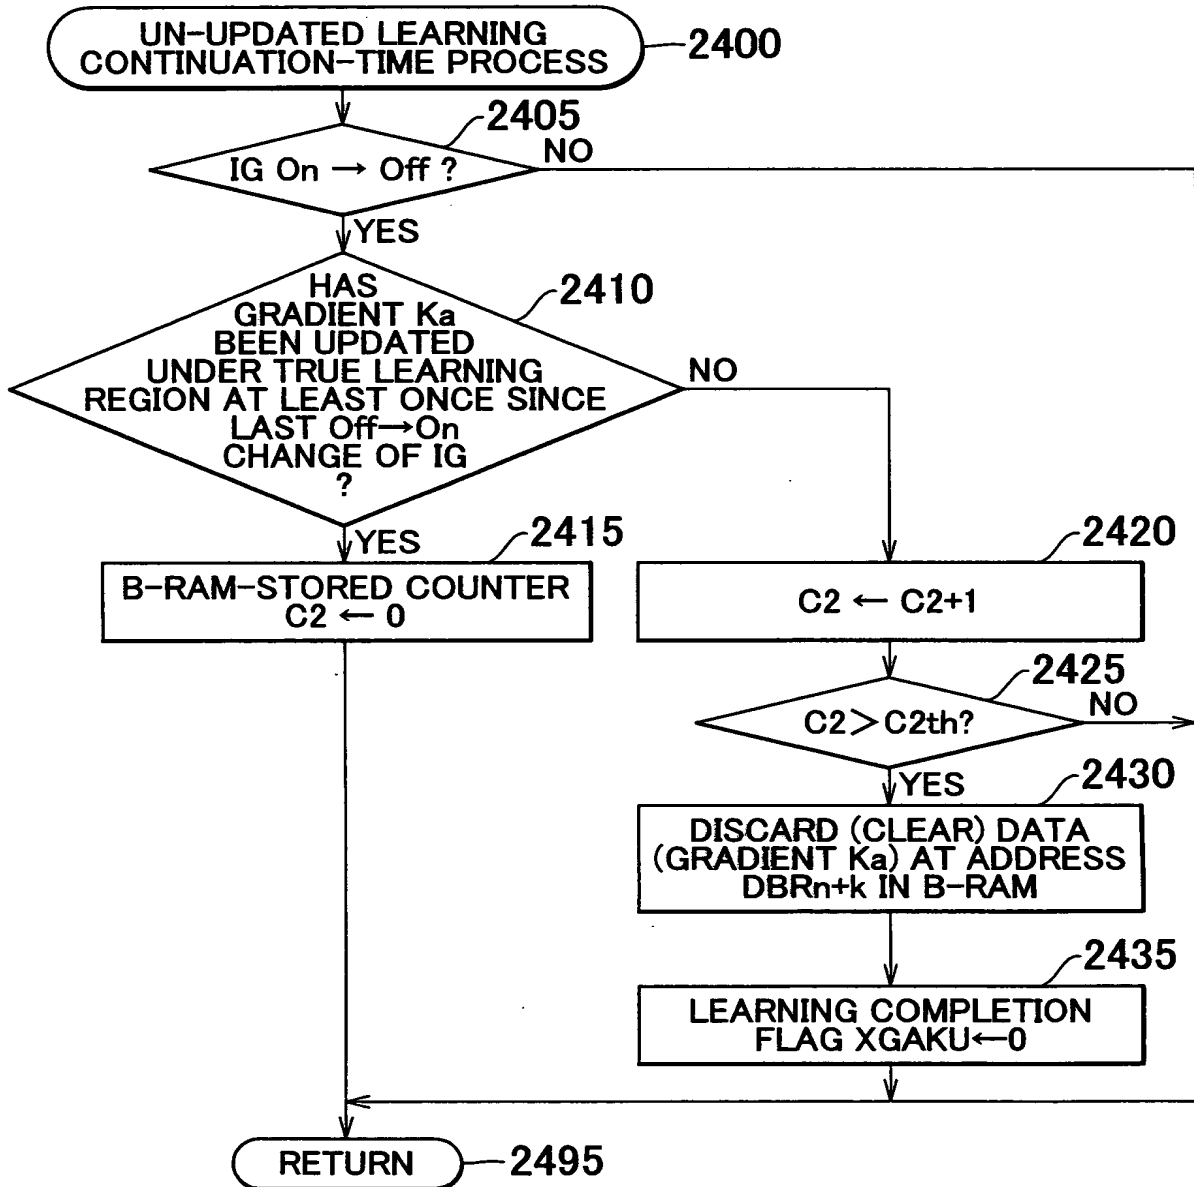 UN-UPDATED LEARNING
CONTINUATION-TIME PROCESS
2400
2405
IG On → Off ?
NO
YES
HAS
GRADIENT Ka
BEEN UPDATED
UNDER TRUE LEARNING
REGION AT LEAST ONCE SINCE
LAST Off→On
CHANGE OF IG
?
2410
NO
YES
2415
B-RAM-STORED COUNTER
C2 ← 0
2420
C2 ← C2+1
2425
C2>C2th?
NO
YES
2430
DISCARD (CLEAR) DATA
(GRADIENT Ka) AT ADDRESS
DBRn+k IN B-RAM
2435
LEARNING COMPLETION
FLAG XGAKU←0
RETURN
2495